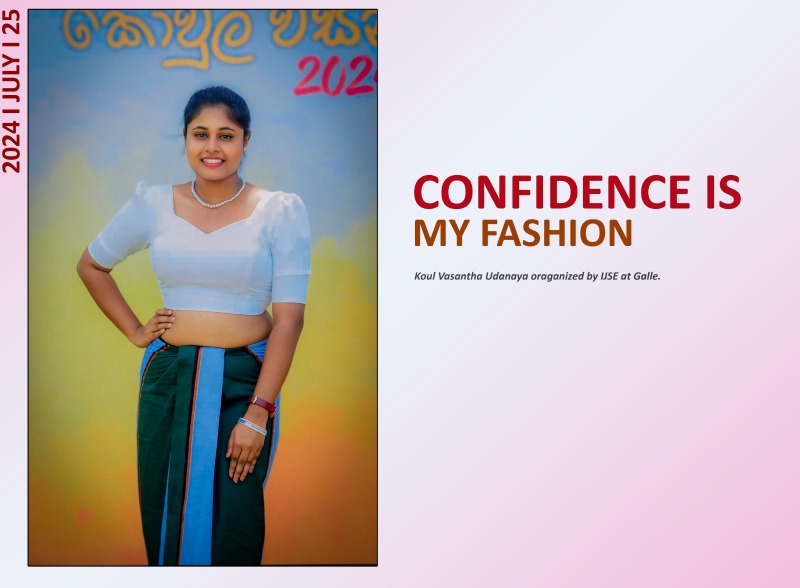 2024 I JULY I 25
කොවුල වසන
2024
CONFIDENCE IS
MY FASHION
Koul Vasantha Udanaya oraganized by IJSE at Galle.